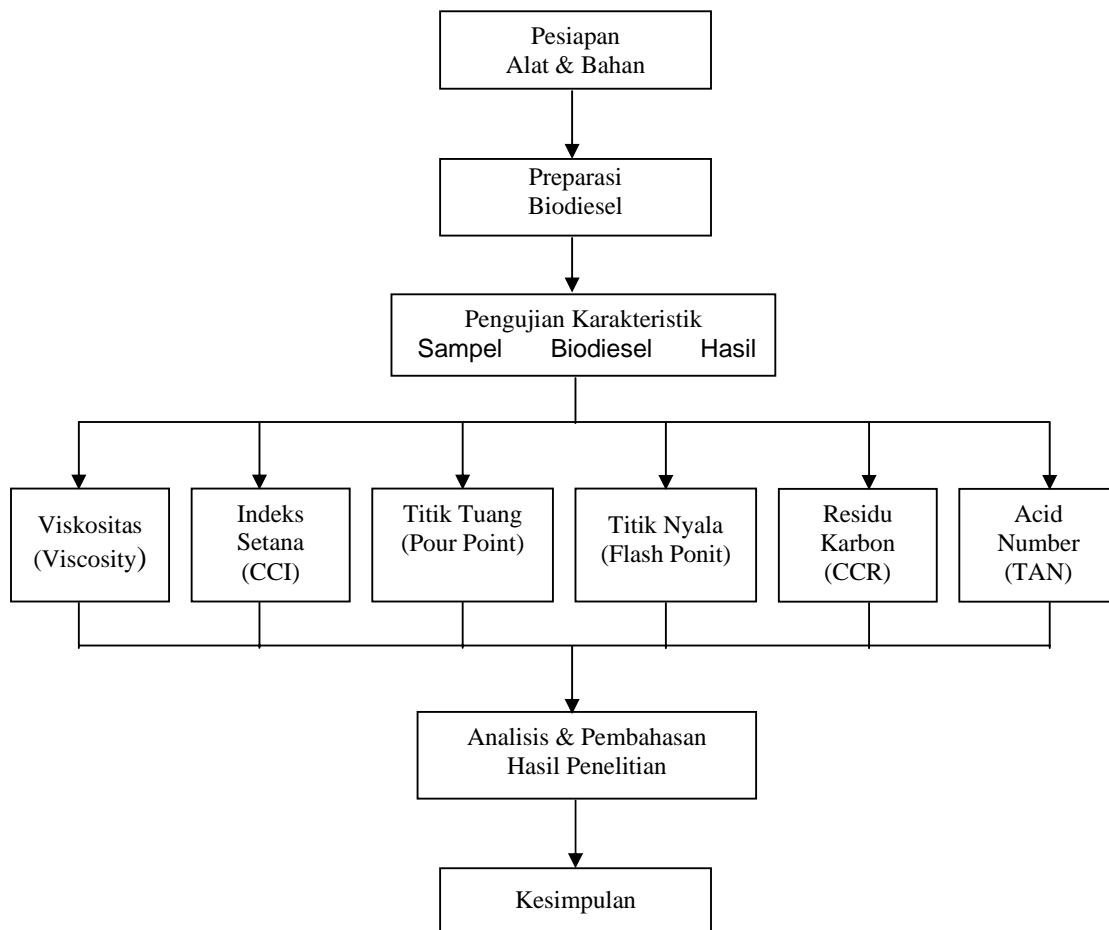 Pesiapan
Alat & Bahan
Preparasi
Biodiesel
Pengujian Karakteristik
Sampel Biodiesel Hasil
Viskositas
(Viscosity)
Indeks
Setana
(CCI)
Titik Tuang
(Pour Point)
Titik Nyala
(Flash Ponit)
Residu
Karbon
(CCR)
Acid
Number
(TAN)
Analisis & Pembahasan
Hasil Penelitian
Kesimpulan